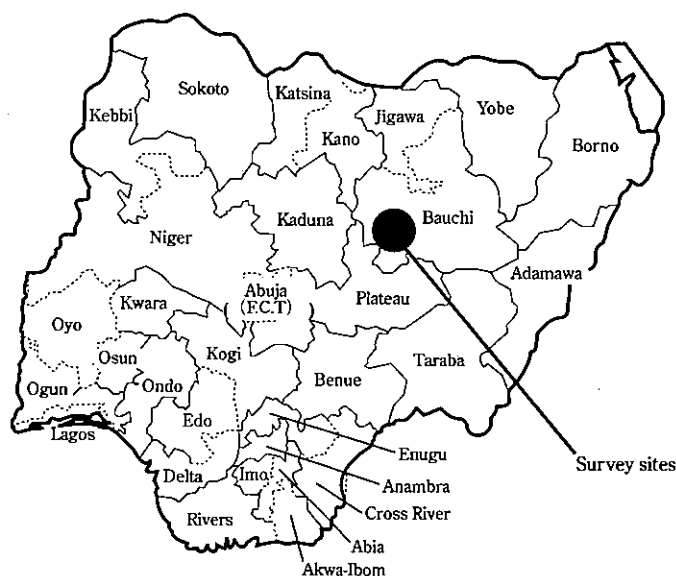 Sokoto
Katsina
Kebbi
Jigawa
Yobe
Kano
Borno
Kaduna
Bauchi
Niger
Adamawa
Abuja
(F.C.T)
Plateau
Kwara
Oyo
Kogi
Osun
Taraba
Benue
Ogun
Ondo
Edo
Lagos
Enugu
Survey sites
Delta
Imo
Anambra
Cross River
Rivers
Abia
Akwa-Ibom